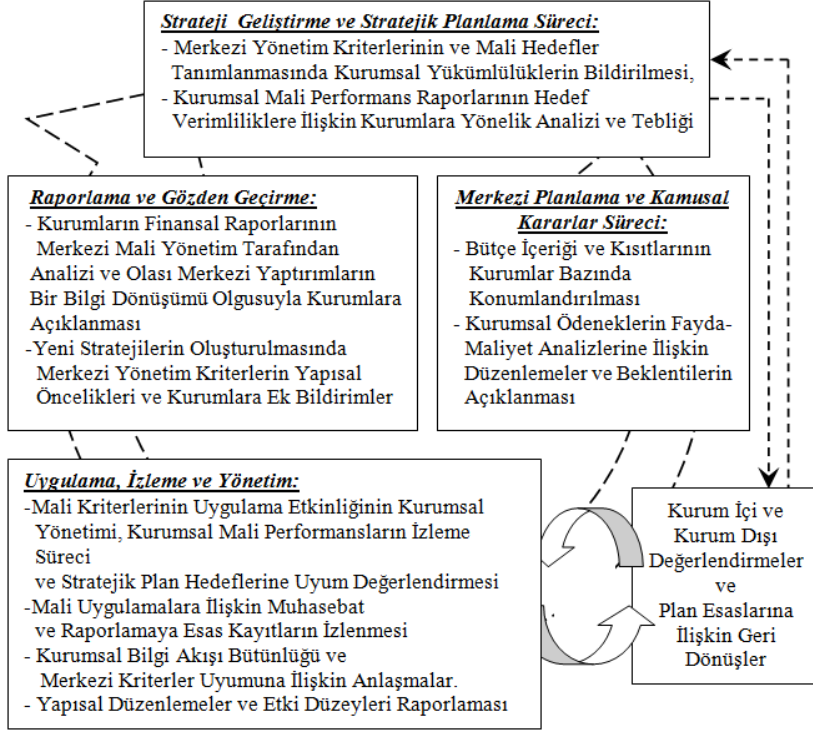 Strateji Geliştirme ve Stratejik Planlama Süreci:
- Merkezi Yönetim Kriterlerinin ve Mali Hedefler
Tanımlanmasında Kurumsal Yükümlülüklerin Bildirilmesi,
- Kurumsal Mali Performans Raporlarının Hedef
Verimliliklere İlişkin Kurumlara Yönelik Analizi ve Tebliği
Raporlama ve Gözden Geçirme:
- Kurumların Finansal Raporlarının
Merkezi Mali Yönetim Tarafından
Analizi ve Olası Merkezi Yaptırımların
Bir Bilgi Dönüşümü Olgusuyla Kurumlara
Açıklanması
-Yeni Stratejilerin Oluşturulmasında
Merkezi Yönetim Kriterlerin Yapısal
Öncelikleri ve Kurumlara Ek Bildirimler
Merkezi Planlama ve Kamusal
Kararlar Süreci:
- Bütçe İçeriği ve Kısıtlarının
Kurumlar Bazında
Konumlandırılması
- Kurumsal Ödeneklerin Fayda-
Maliyet Analizlerine İlişkin
Düzenlemeler ve Beklentilerin
Açıklanması
Uygulama, İzleme ve Yönetim:
-Mali Kriterlerinin Uygulama Etkinliğinin Kurumsal
Yönetimi, Kurumsal Mali Performansların İzleme
Süreci
ve Stratejik Plan Hedeflerine Uyum Değerlendirmesi
-Mali Uygulamalara İlişkin Muhasebat
ve Raporlamaya Esas Kayıtların İzlenmesi
- Kurumsal Bilgi Akışı Bütünlüğü ve
Merkezi Kriterler Uyumuna İlişkin Anlaşmalar.
- Yapısal Düzenlemeler ve Etki Düzeyleri Raporlaması
Kurum İçi ve
Kurum Dışı
Değerlendirmeler
ve
Plan Esaslarına
İlişkin Geri
Dönüşler